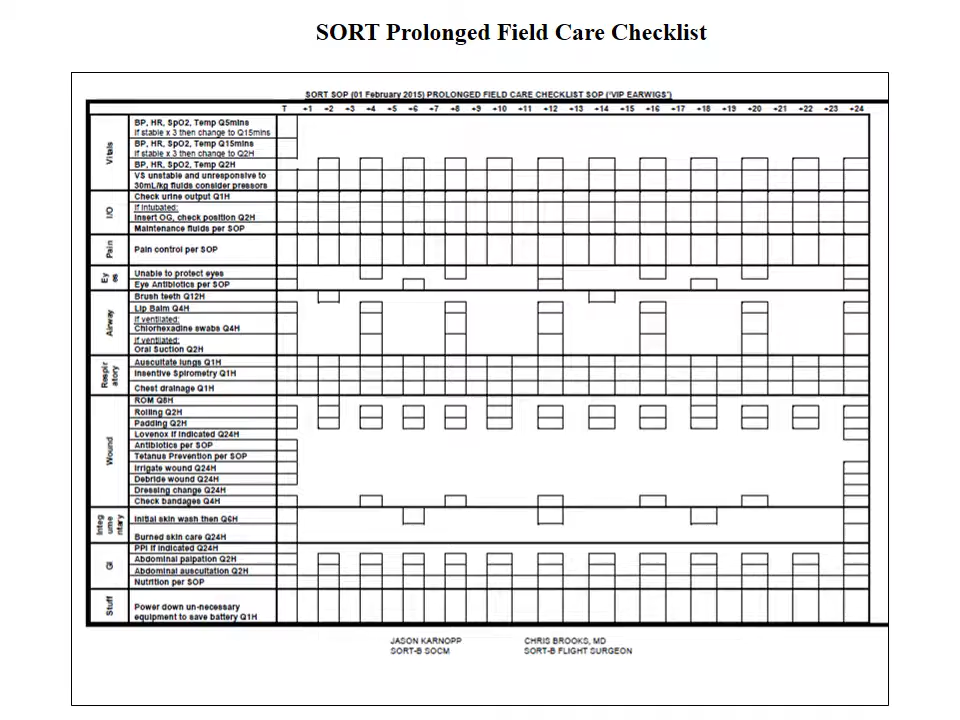 SORT Prolonged Field Care Checklist
SORT SOP (01 February 2015) PROLONGED FIELD CARE CHECKLIST SOP ("VIP EARWIGS")
T +1 +2 +3 +4 +5 +6 +7 +8 +9 +10 +11 +12 +13 +14 +15 +16 +17 +18 +19 +20 +21 +22 +23 +24
Vitals
BP, HR, SpO2, Temp Q5mins
If stable x 3 then change to Q15mins
BP, HR, SpO2, Temp Q15mins
If stable x 3 then change to Q2H
BP, HR, SpO2, Temp Q2H
VS unstable and unresponsive to
30mL/kg fluids consider pressors
I/O
Check urine output Q1H
If intubated:
Insert OG, check position Q2H
Maintenance fluids per SOP
Pain
Pain control per SOP
Ey
es
Unable to protect eyes
Eye Antibiotics per SOP
Airway
Brush teeth Q12H
Lip Balm Q4H
If ventilated:
Chlorhexadine swabs Q4H
If ventilated:
Oral Suction Q2H
Respir
atory
Auscultate lungs Q1H
Insentive Spirometry Q1H
Chest drainage Q1H
Wound
ROM Q8H
Rolling Q2H
Padding Q2H
Lovenox if indicated Q24H
Antibiotics per SOP
Tetanus Prevention per SOP
Irrigate wound Q24H
Debride wound Q24H
Dressing change Q24H
Check bandages Q4H
Integ
ume
ntary
Initial skin wash then Q6H
Burned skin care Q24H
GI
PPI if indicated Q24H
Abdominal palpation Q2H
Abdominal auscultation Q2H
Nutrition per SOP
Stuff
Power down un-necessary
equipment to save battery Q1H
JASON KARNOPP CHRIS BROOKS, MD
SORT-B SOCM SORT-B FLIGHT SURGEON